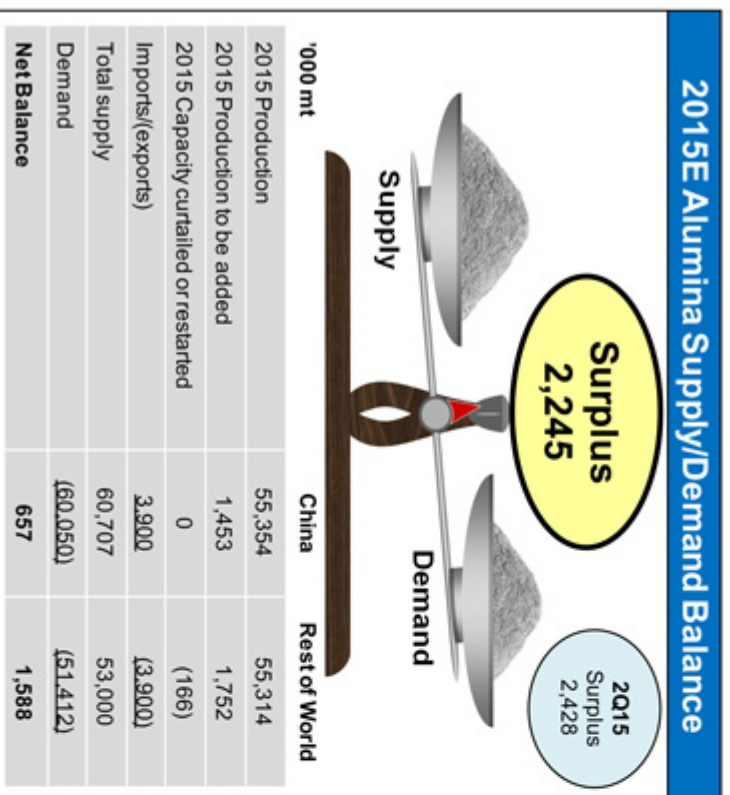 2015E Alumina Supply/Demand Balance
2Q15
Surplus
2,428
Surplus
2,245
Supply
Demand
'000 mt China Rest of World
2015 Production 55,354 55,314
2015 Production to be added 1,453 1,752
2015 Capacity curtailed or restarted 0 (166)
Imports/(exports) 3,900 (3,900)
Total supply 60,707 53,000
Demand (60,050) (51,412)
Net Balance 657 1,588